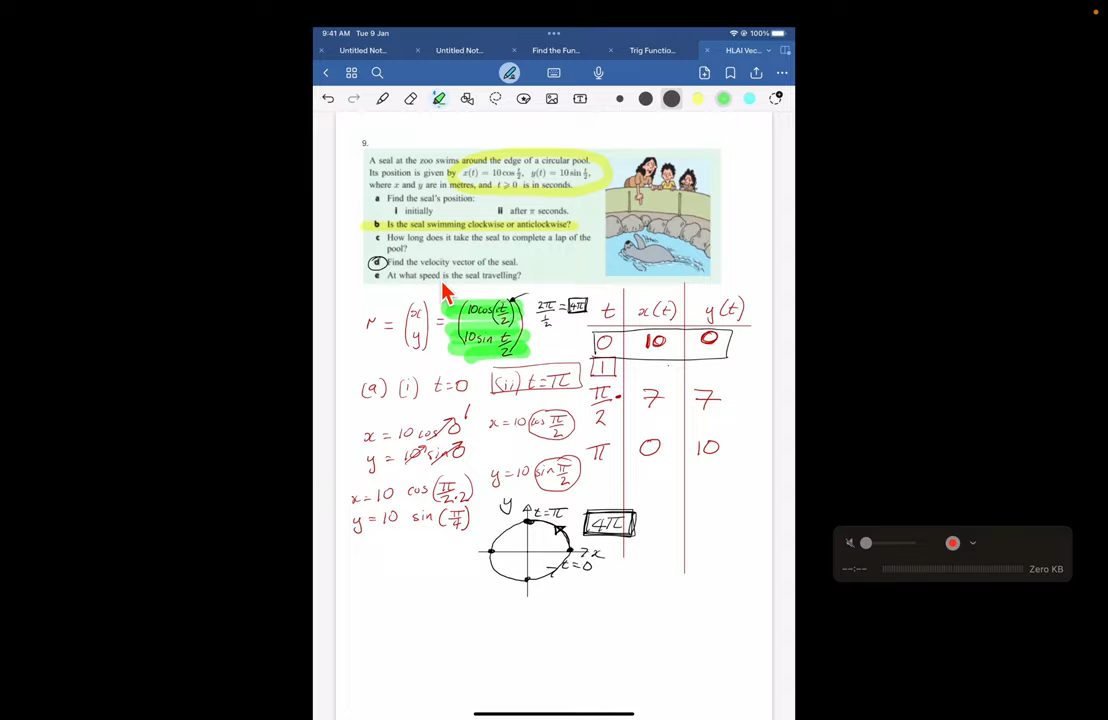 9:41 AM Tue 9 Jan
100%
Untitled Not...
Untitled Not...
Find the Fun...
Trig Functio...
HLAI Vec...
9.
A seal at the zoo swims around the edge of a circular pool.
Its position is given by x(t) = 10 cos t/2, y(t) = 10 sin t/2,
where x and y are in metres, and t ⩾ 0 is in seconds.
a Find the seal's position:
i initially ii after π seconds.
b Is the seal swimming clockwise or anticlockwise?
c How long does it take the seal to complete a lap of the
pool?
d Find the velocity vector of the seal.
e At what speed is the seal travelling?
r = (x y) = (10cos(t/2) 10sin t/2)
2π / 1/2 = 4π
t x(t) y(t)
0 10 0
1
π/2 7 7
π 0 10
(a) (i) t=0
x = 10 cos 0 1
y = 10 sin 0
x = 10 cos (π/2·2)
y = 10 sin (π/4)
(ii) t = π
x = 10 cos π/2
y = 10 sin π/2
y
t=π
4π
x
t=0
T
--:--
Zero KB